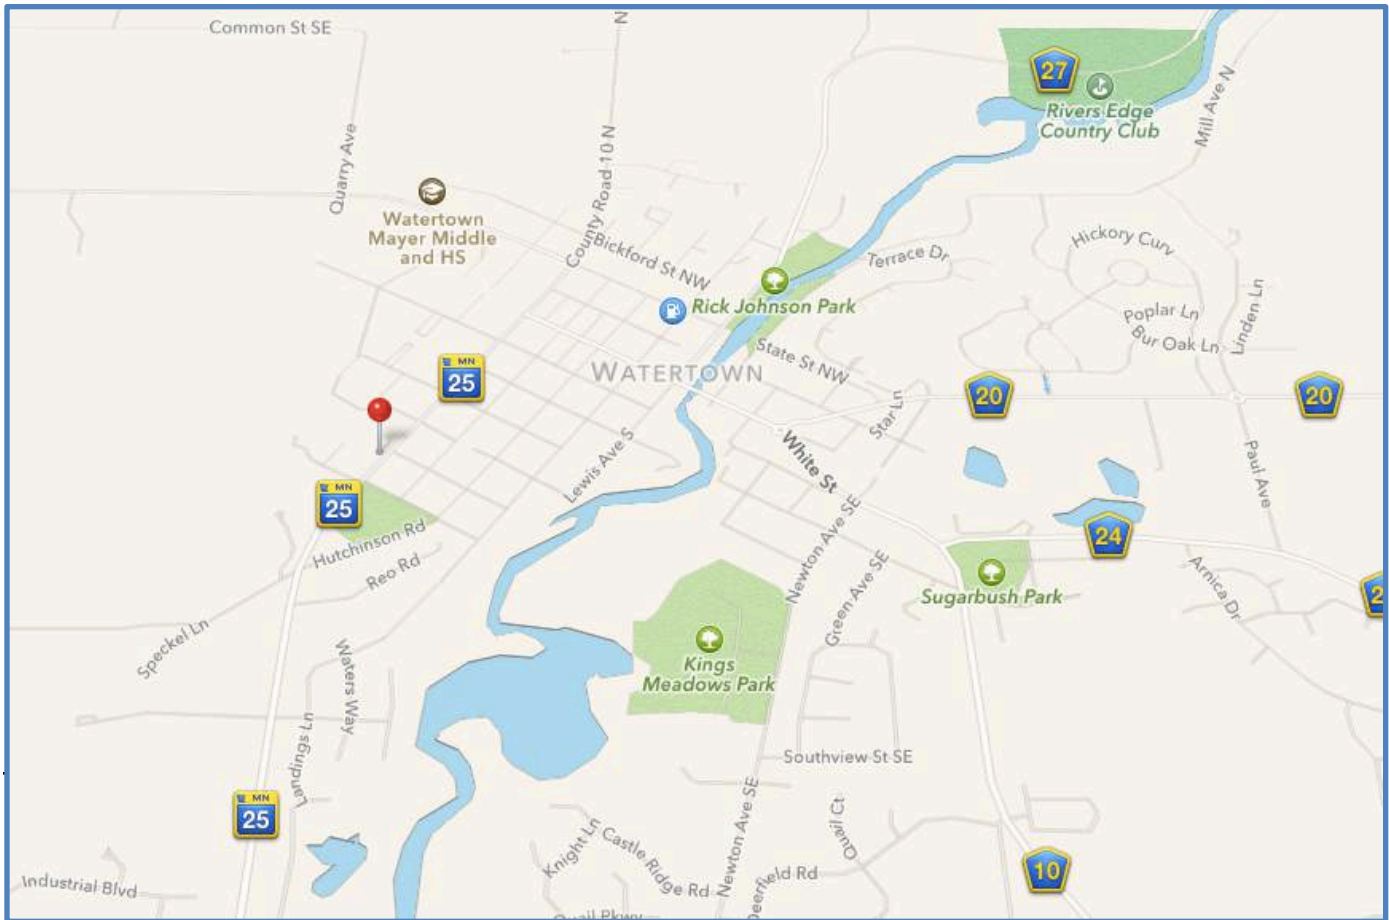 Common St SE
N
27
Rivers Edge
Country Club
Mill Ave N
Quarry Ave
County Road 10 N
Watertown
Mayer Middle
and HS
Bickford St NW
Terrace Dr
Hickory Curv
Rick Johnson Park
Poplar Ln
Bur Oak Ln
Linden Ln
State St NW
WATERTOWN
MN
25
20
20
Star Ln
White St
Lewis Ave S
Paul Ave
MN
25
Hutchinson Rd
Reo Rd
Newton Ave SE
24
Green Ave SE
Sugarbush Park
Arnica Dr
2
Speckel Ln
Kings
Meadows Park
Waters Way
Landings Ln
Southview St SE
MN
25
Newton Ave SE
Quail Ct
Knight Ln
Castle Ridge Rd
Deerfield Rd
10
Industrial Blvd
Quail Pkwy